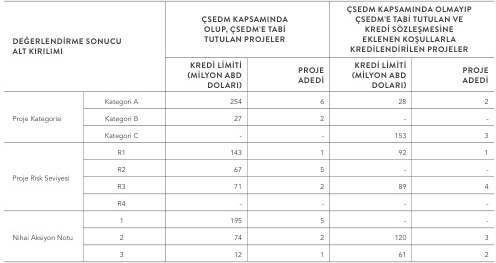 DEĞERLENDİRME SONUCU
ALT KIRILIMI
ÇSEDM KAPSAMINDA
OLUP, ÇSEDM'E TABİ
TUTULAN PROJELER
ÇSEDM KAPSAMINDA OLMAYIP
ÇSEDM'E TABİ TUTULAN VE
KREDİ SÖZLEŞMESİNE
EKLENEN KOŞULLARLA
KREDİLENDİRİLEN PROJELER
KREDİ LİMİTİ
(MİLYON ABD
DOLARI)
PROJE
ADEDİ
KREDİ LİMİTİ
(MİLYON ABD
DOLARI)
PROJE
ADEDİ
Proje Kategorisi
Kategori A 254 6 28 2
Kategori B 27 2 - -
Kategori C - - 153 3
Proje Risk Seviyesi
R1 143 1 92 1
R2 67 5 - -
R3 71 2 89 4
R4 - - - -
Nihai Aksiyon Notu
1 195 5 - -
2 74 2 120 3
3 12 1 61 2